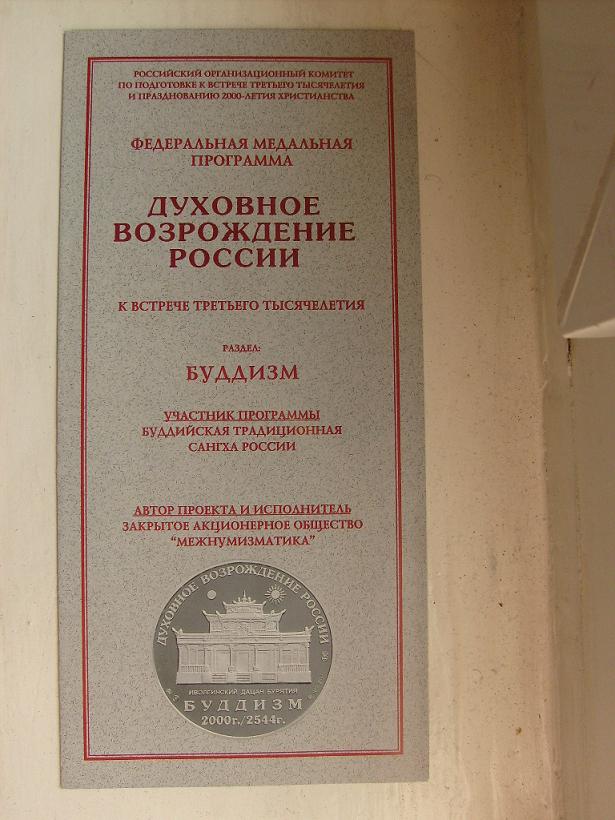 РОССИЙСКИЙ ОРГАНИЗАЦИОННЫЙ КОМИТЕТ
ПО ПОДГОТОВКЕ К ВСТРЕЧЕ ТРЕТЬЕГО ТЫСЯЧЕЛЕТИЯ
И ПРАЗДНОВАНИЮ 2000-ЛЕТИЯ ХРИСТИАНСТВА
ФЕДЕРАЛЬНАЯ МЕДАЛЬНАЯ
ПРОГРАММА
ДУХОВНОЕ
ВОЗРОЖДЕНИЕ
РОССИИ
К ВСТРЕЧЕ ТРЕТЬЕГО ТЫСЯЧЕЛЕТИЯ
РАЗДЕЛ:
БУДДИЗМ
УЧАСТНИК ПРОГРАММЫ
БУДДИЙСКАЯ ТРАДИЦИОННАЯ
САНГХА РОССИИ
АВТОР ПРОЕКТА И ИСПОЛНИТЕЛЬ
ЗАКРЫТОЕ АКЦИОНЕРНОЕ ОБЩЕСТВО
"МЕЖНУМИЗМАТИКА"
ДУХОВНОЕ ВОЗРОЖДЕНИЕ РОССИИ
ИВОЛГИНСКИЙ ДАЦАН БУРЯТИЯ
БУДДИЗМ
2000г./2544г.